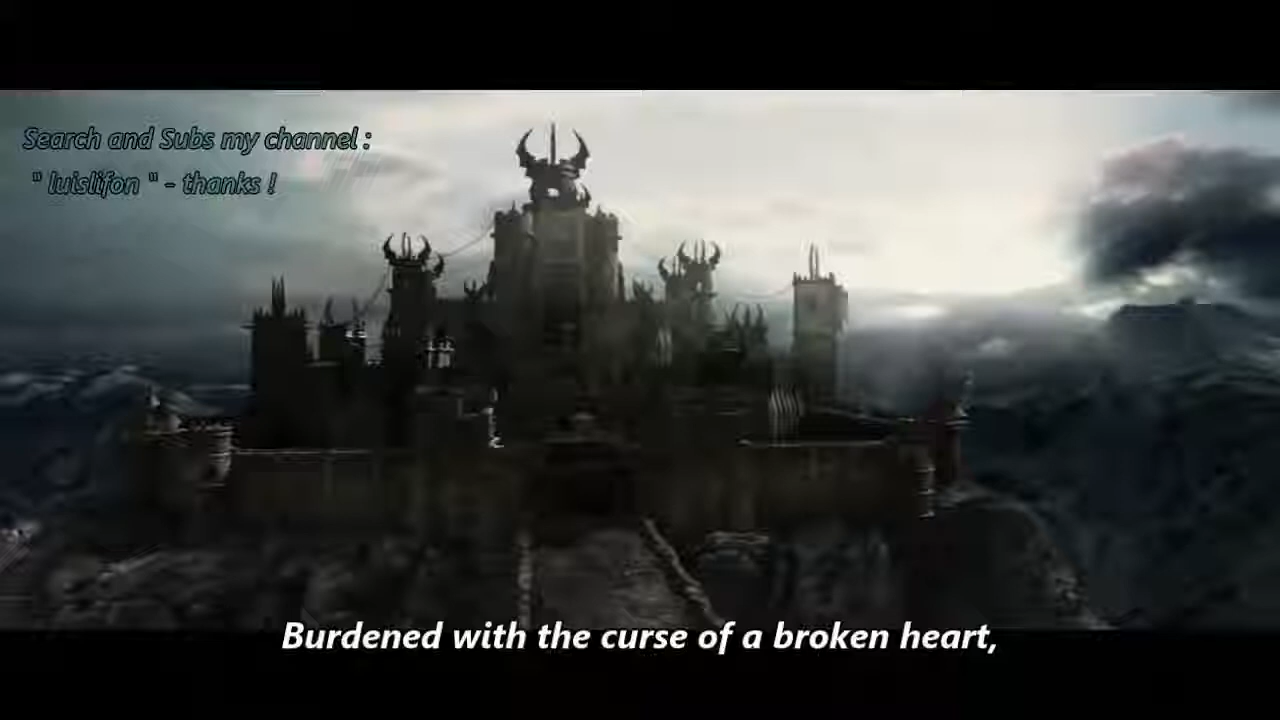 Search and Subs my channel :
" luislifon " - thanks !
Burdened with the curse of a broken heart,